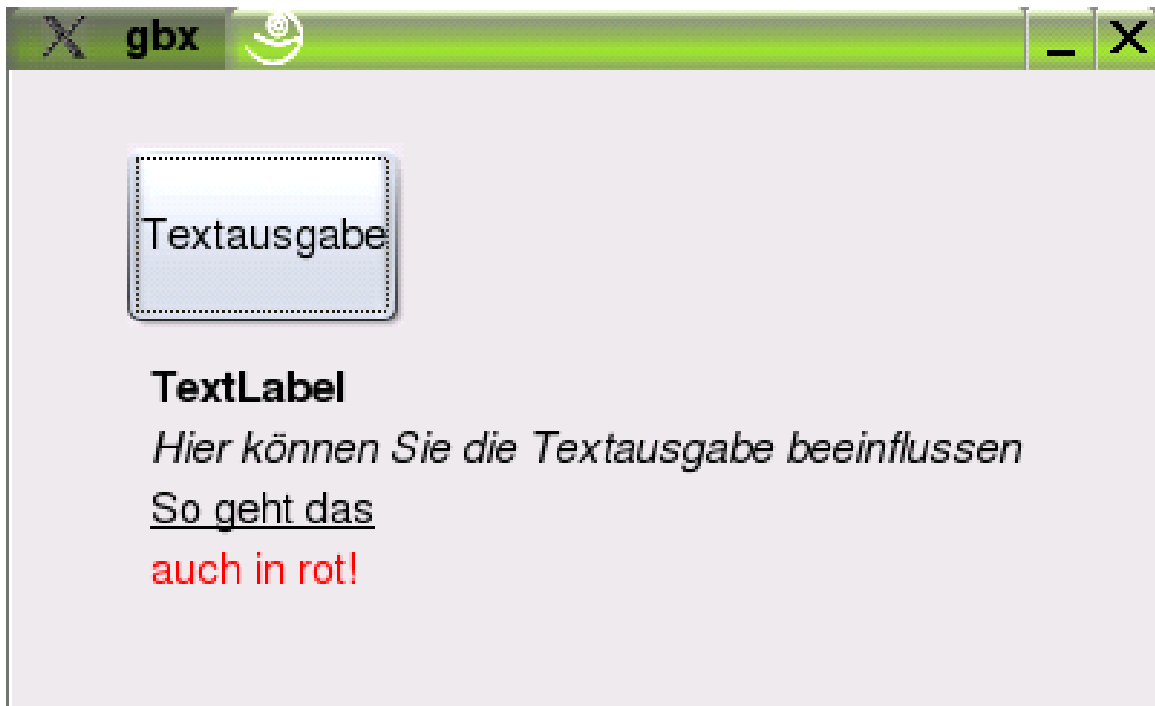 gbx
Textausgabe
TextLabel
Hier können Sie die Textausgabe beeinflussen
So geht das
auch in rot!